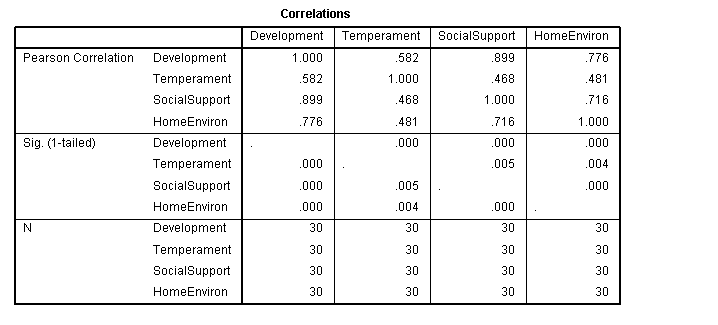 Correlations
Development Temperament SocialSupport HomeEnviron
Pearson Correlation Development 1.000 .582 .899 .776
Temperament .582 1.000 .468 .481
SocialSupport .899 .468 1.000 .716
HomeEnviron .776 .481 .716 1.000
Sig. (1-tailed) Development . .000 .000 .000
Temperament .000 . .005 .004
SocialSupport .000 .005 . .000
HomeEnviron .000 .004 .000 .
N Development 30 30 30 30
Temperament 30 30 30 30
SocialSupport 30 30 30 30
HomeEnviron 30 30 30 30